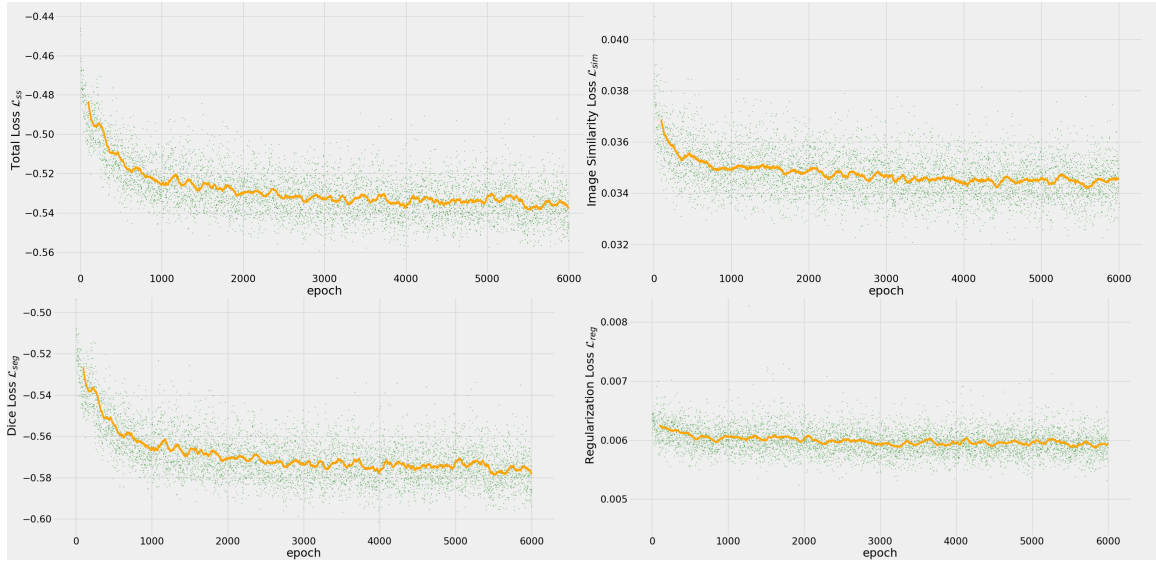 Total Loss ℒss
−0.44
−0.46
−0.48
−0.50
−0.52
−0.54
−0.56
0 1000 2000 3000 4000 5000 6000
epoch
Image Similarity Loss ℒsim
0.040
0.038
0.036
0.034
0.032
0 1000 2000 3000 4000 5000 6000
epoch
Dice Loss ℒseg
−0.50
−0.52
−0.54
−0.56
−0.58
−0.60
0 1000 2000 3000 4000 5000 6000
epoch
Regularization Loss ℒreg
0.008
0.007
0.006
0.005
0 1000 2000 3000 4000 5000 6000
epoch